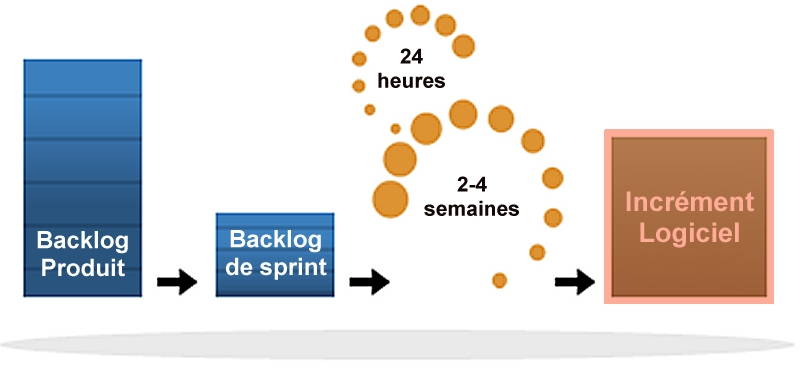 24
heures
2-4
semaines
Backlog
Produit
Backlog
de sprint
Incrément
Logiciel